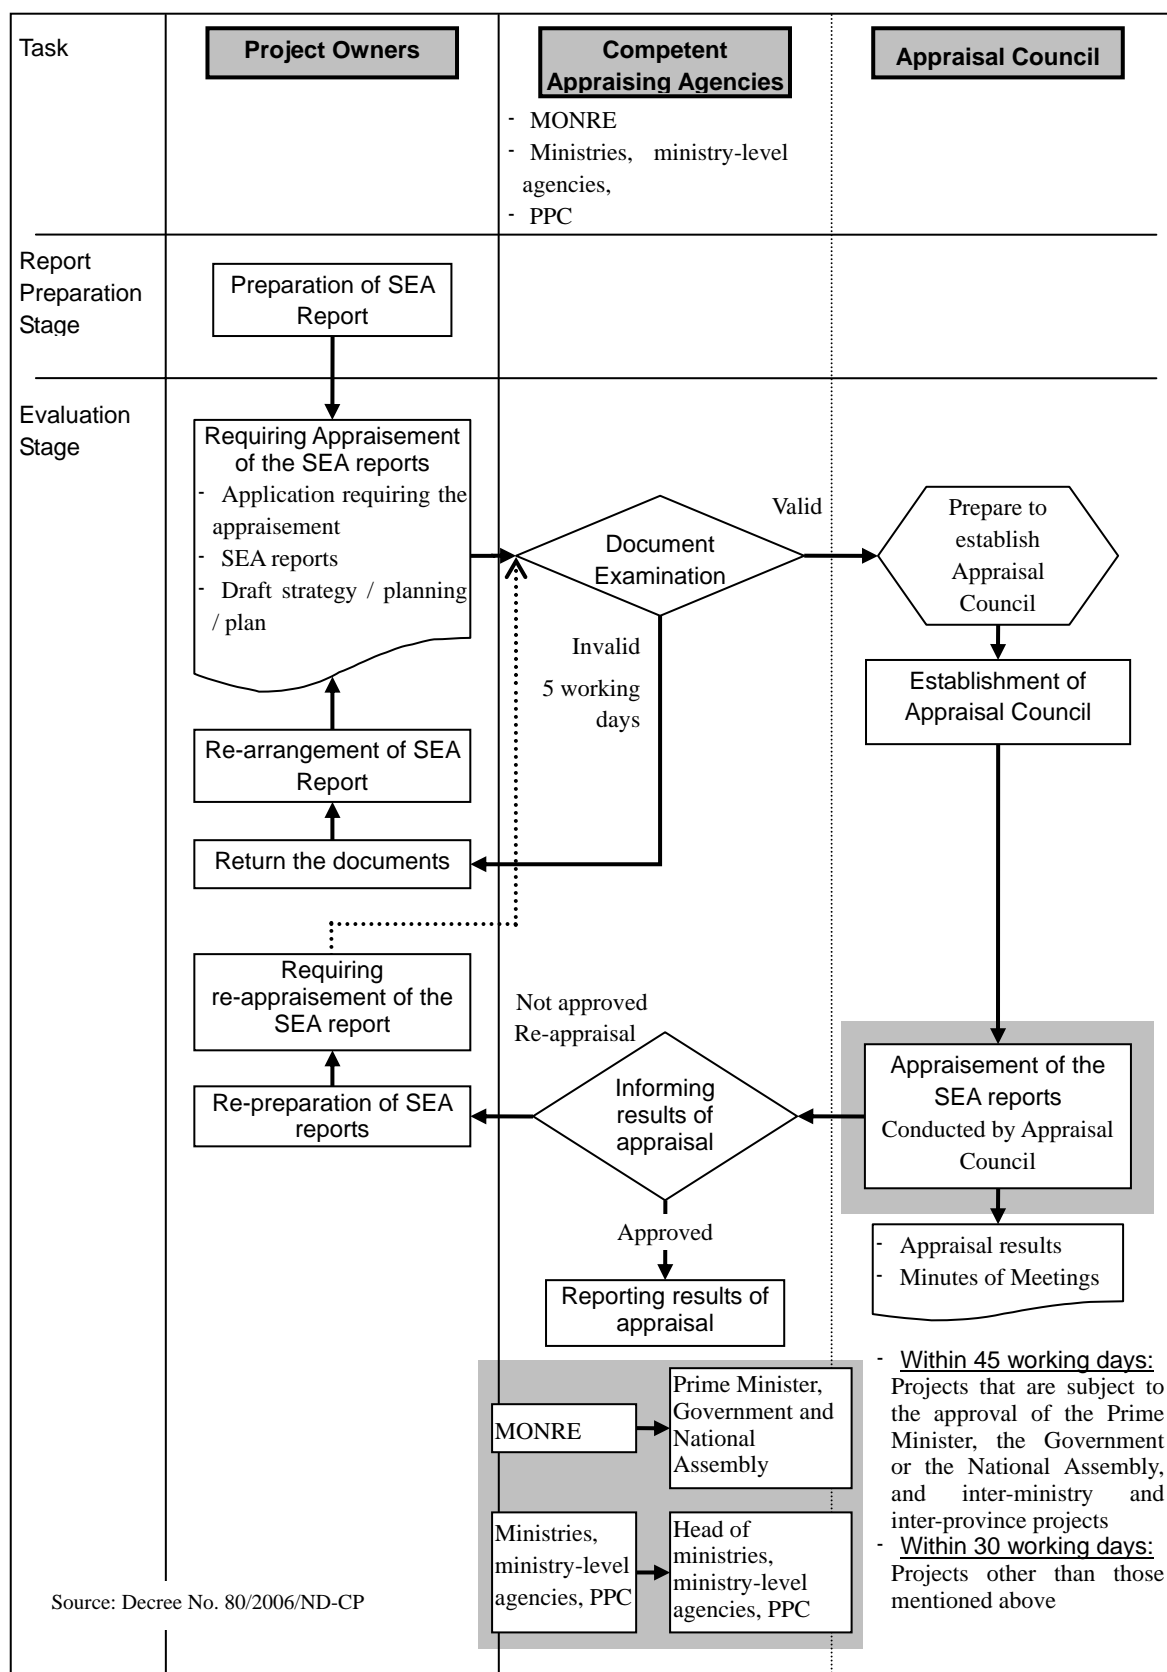 Task
Project Owners
Competent
Appraising Agencies
Appraisal Council
- MONRE
- Ministries, ministry-level
agencies,
- PPC
Report
Preparation
Stage
Preparation of SEA
Report
Evaluation
Stage
Requiring Appraisement
of the SEA reports
- Application requiring the
appraisement
- SEA reports
- Draft strategy / planning
/ plan
Document
Examination
Valid
Prepare to
establish
Appraisal
Council
Invalid
5 working
days
Establishment of
Appraisal Council
Re-arrangement of SEA
Report
Return the documents
Requiring
re-appraisement of the
SEA report
Not approved
Re-appraisal
Re-preparation of SEA
reports
Informing
results of
appraisal
Appraisement of the
SEA reports
Conducted by Appraisal
Council
Approved
- Appraisal results
- Minutes of Meetings
Reporting results of
appraisal
MONRE
Prime Minister,
Government and
National
Assembly
Ministries,
ministry-level
agencies, PPC
Head of
ministries,
ministry-level
agencies, PPC
- Within 45 working days:
Projects that are subject to
the approval of the Prime
Minister, the Government
or the National Assembly,
and inter-ministry and
inter-province projects
- Within 30 working days:
Projects other than those
mentioned above
Source: Decree No. 80/2006/ND-CP